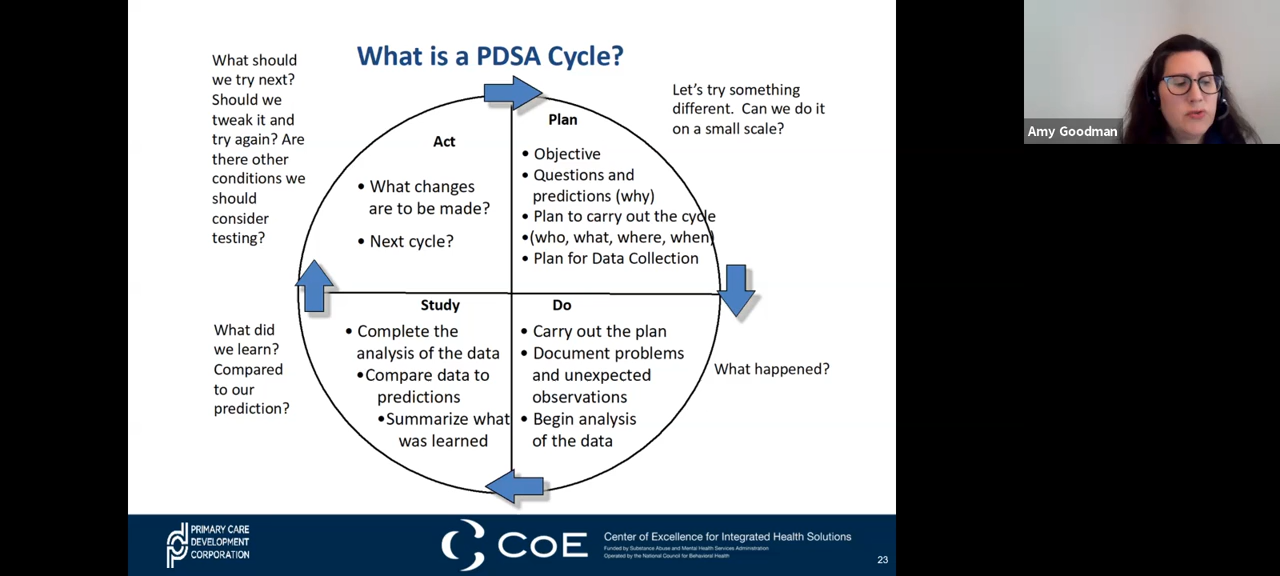 What is a PDSA Cycle?
What should
we try next?
Should we
tweak it and
try again? Are
there other
conditions we
should
consider
testing?
Act
• What changes
are to be made?
• Next cycle?
Plan
• Objective
• Questions and
predictions (why)
• Plan to carry out the cycle
•(who, what, where, when)
• Plan for Data Collection
Let's try something
different. Can we do it
on a small scale?
Study
• Complete the
analysis of the data
•Compare data to
predictions
•Summarize what
was learned
Do
• Carry out the plan
• Document problems
and unexpected
observations
• Begin analysis
of the data
What happened?
What did
we learn?
Compared
to our
prediction?
PRIMARY CARE
DEVELOPMENT
CORPORATION
CoE
Center of Excellence for Integrated Health Solutions
Funded by Substance Abuse and Mental Health Services Administration
Operated by the National Council for Behavioral Health
23
Amy Goodman